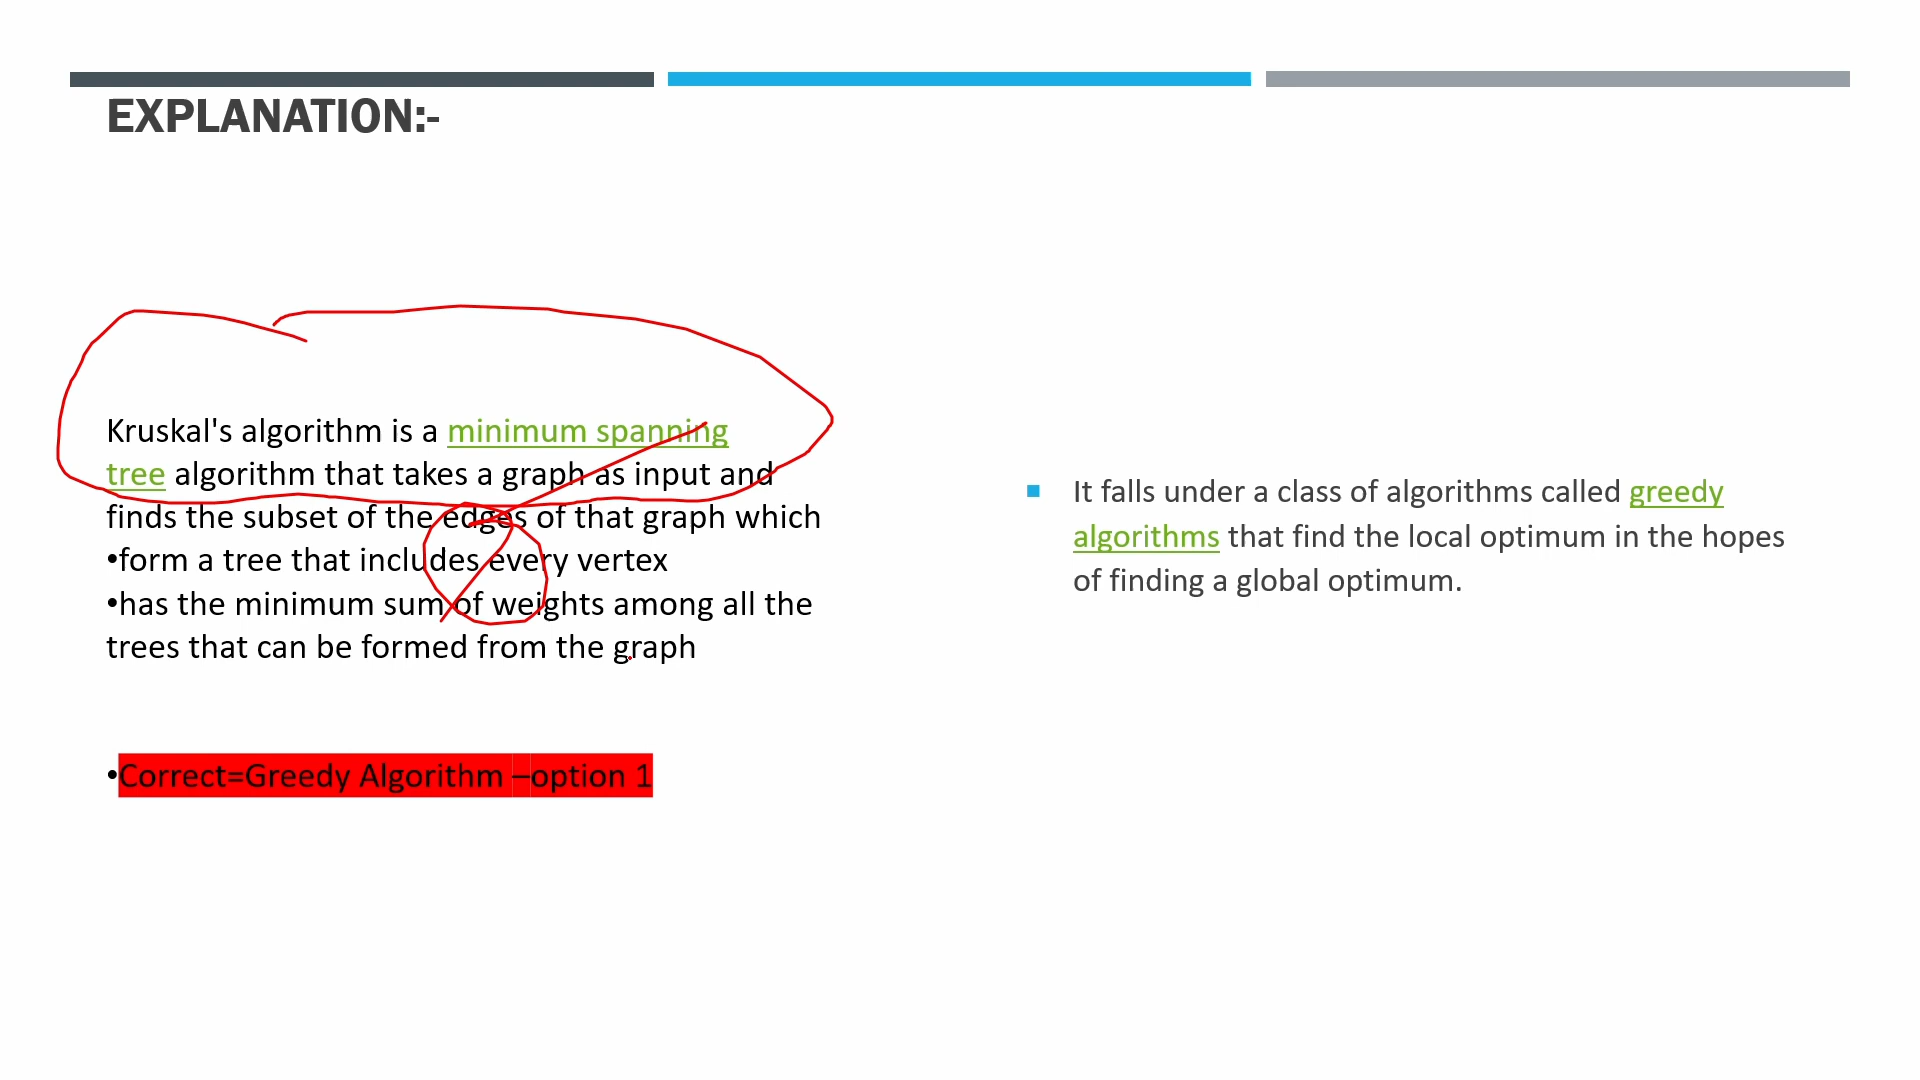 EXPLANATION:-
Kruskal's algorithm is a minimum spanning
tree algorithm that takes a graph as input and
finds the subset of the edges of that graph which
•form a tree that includes every vertex
•has the minimum sum of weights among all the
trees that can be formed from the graph
•Correct=Greedy Algorithm –option 1
▪ It falls under a class of algorithms called greedy
algorithms that find the local optimum in the hopes
of finding a global optimum.